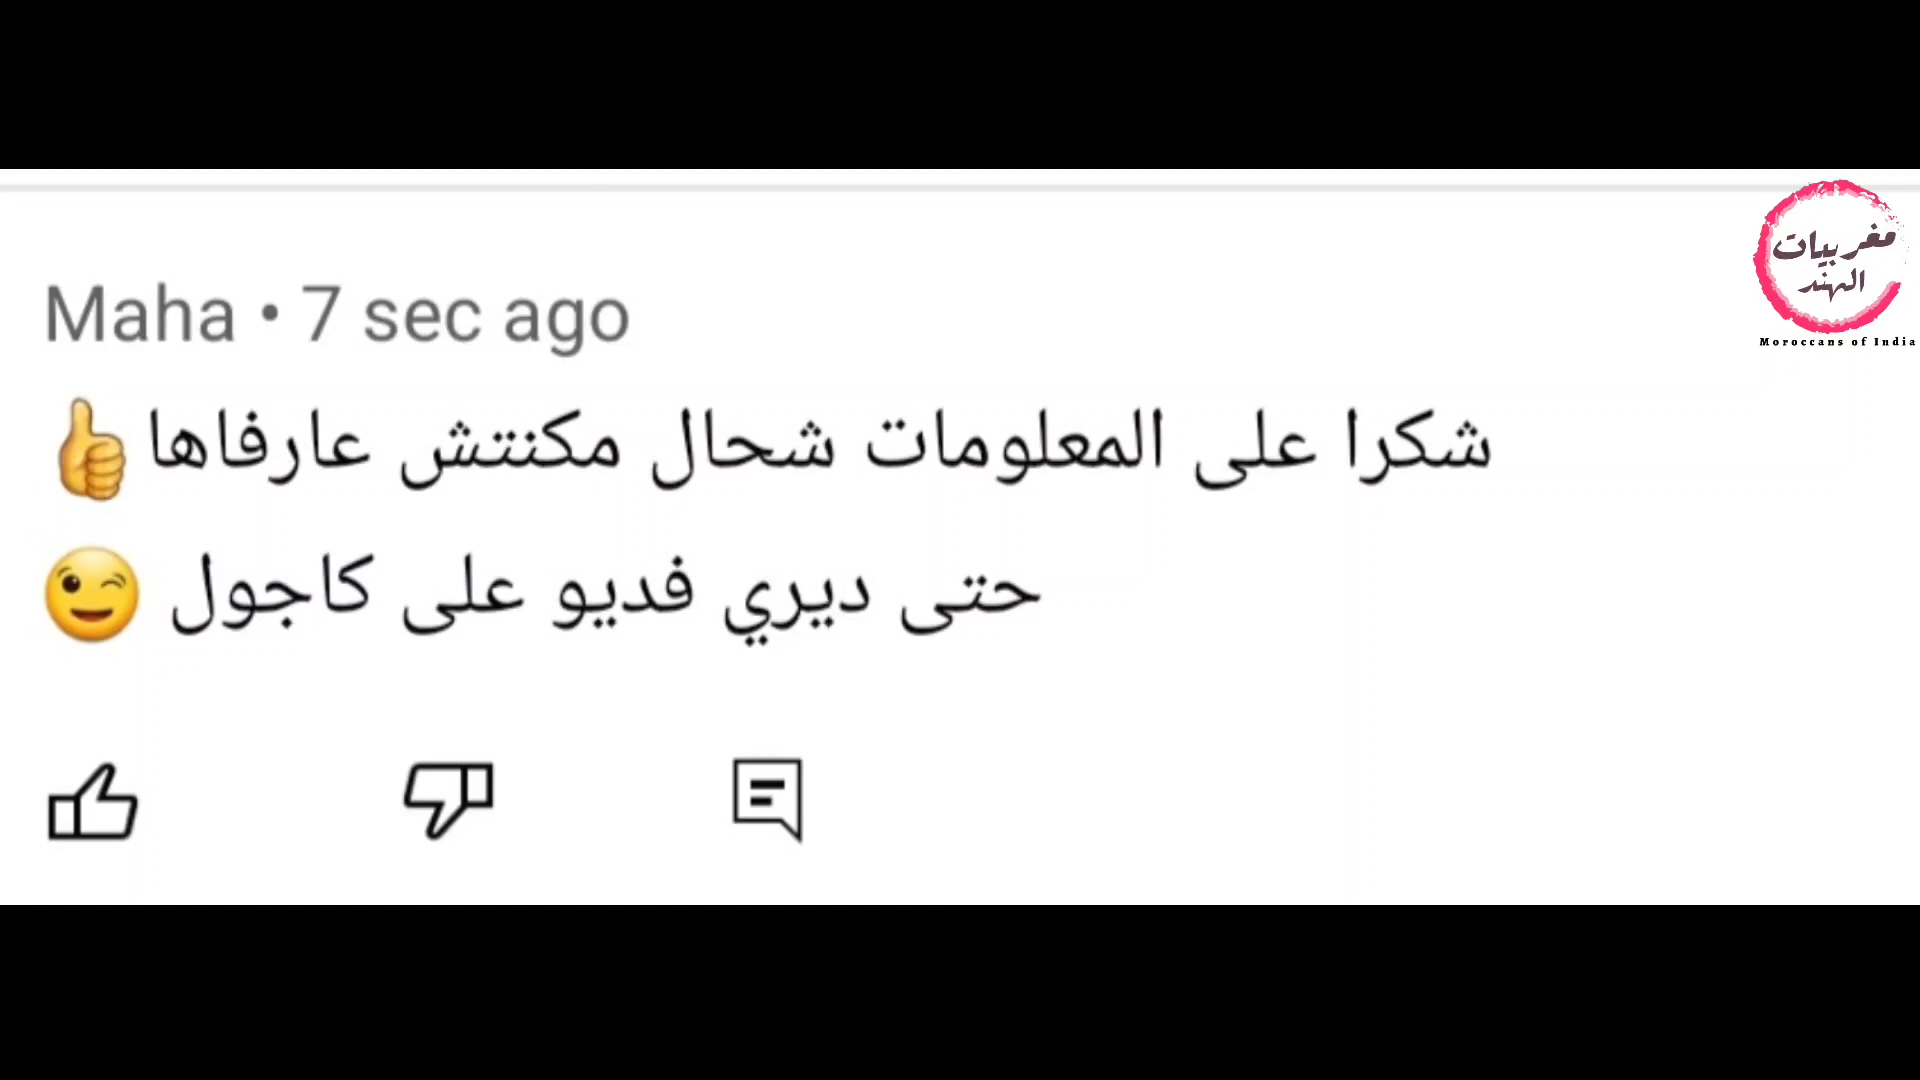 مغربيات
الهند
Moroccans of India
Maha • 7 sec ago
شكرا على المعلومات شحال مكنتش عارفاها 👍
حتى ديري فديو على كاجول 😉